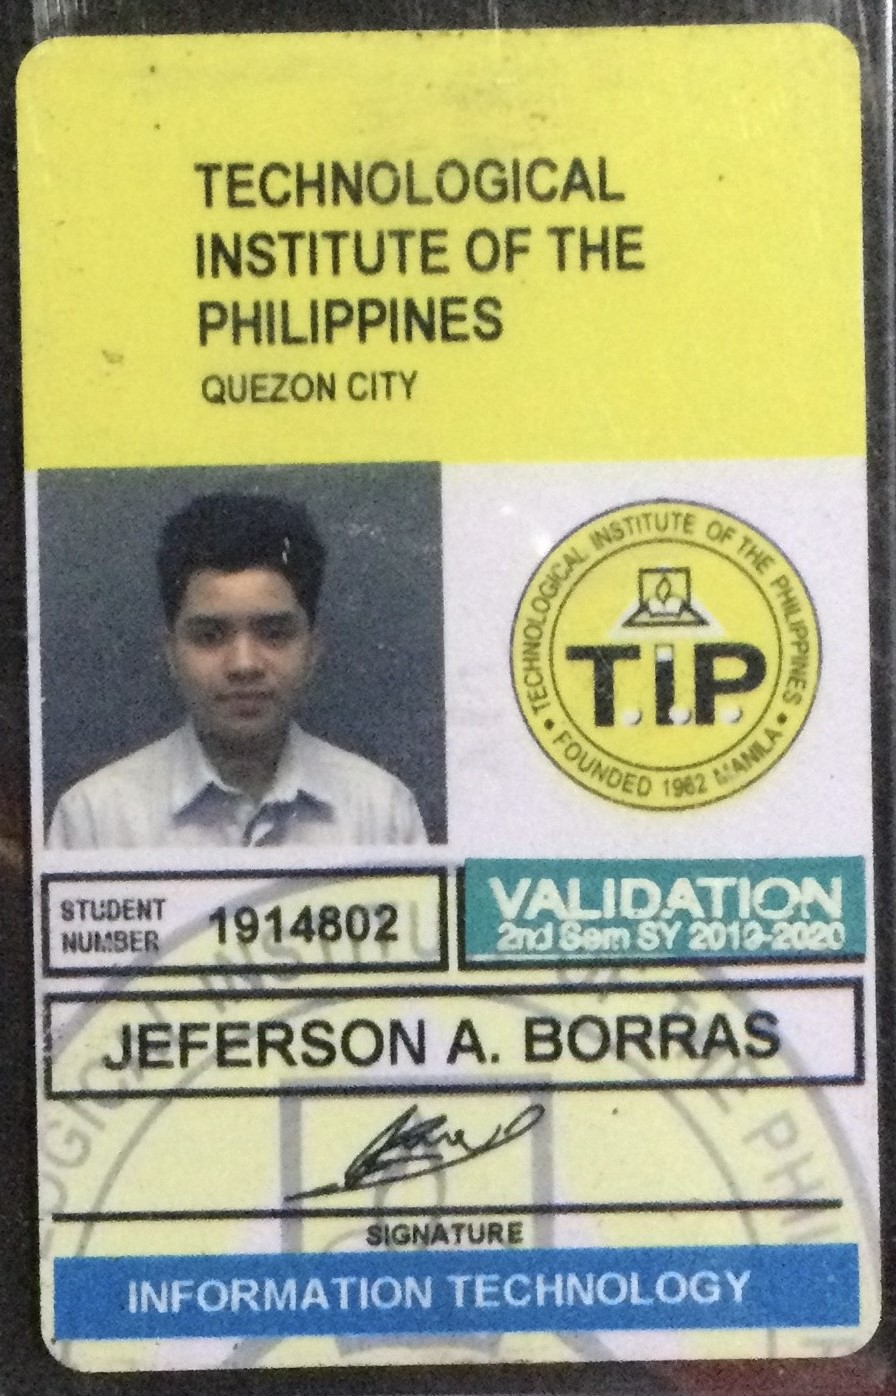 TECHNOLOGICAL
INSTITUTE OF THE
PHILIPPINES
QUEZON CITY
TECHNOLOGICAL INSTITUTE OF THE PHILIPPINES
T.I.P.
• FOUNDED 1962 MANILA •
STUDENT
NUMBER
1914802
VALIDATION
2nd Sem SY 2019-2020
JEFERSON A. BORRAS
SIGNATURE
INFORMATION TECHNOLOGY